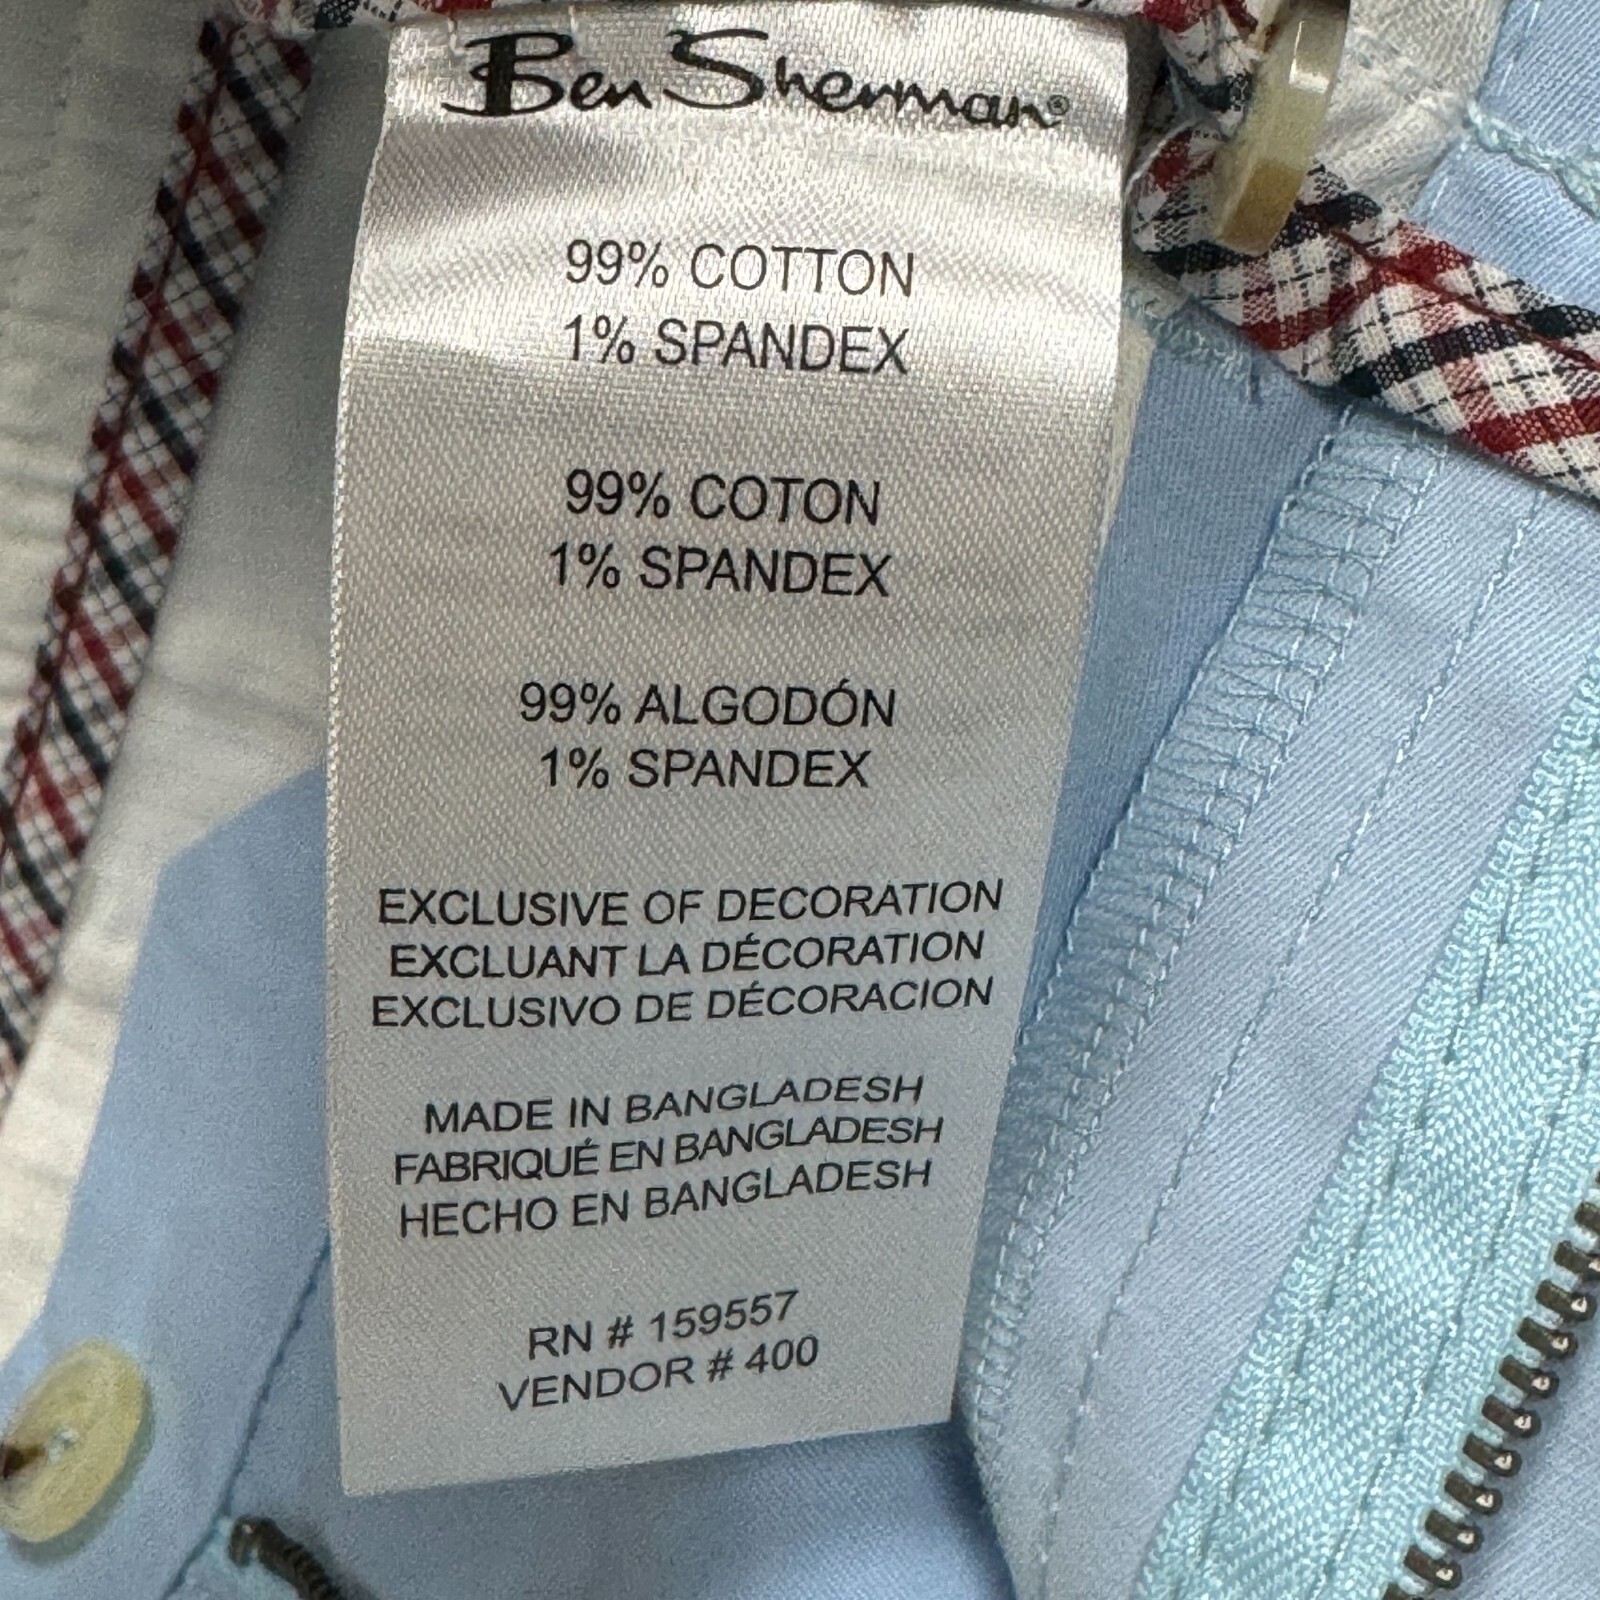 Ben Sherman®
99% COTTON
1% SPANDEX
99% COTON
1% SPANDEX
99% ALGODÓN
1% SPANDEX
EXCLUSIVE OF DECORATION
EXCLUANT LA DÉCORATION
EXCLUSIVO DE DÉCORACION
MADE IN BANGLADESH
FABRIQUÉ EN BANGLADESH
HECHO EN BANGLADESH
RN # 159557
VENDOR # 400